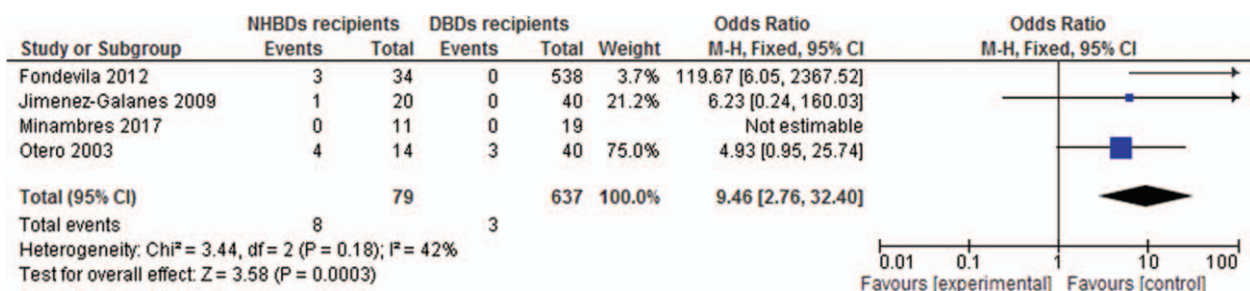 NHBDs recipients DBDs recipients Odds Ratio Odds Ratio
Study or Subgroup Events Total Events Total Weight M-H, Fixed, 95% CI M-H, Fixed, 95% CI
Fondevila 2012 3 34 0 538 3.7% 119.67 [6.05, 2367.52]
Jimenez-Galanes 2009 1 20 0 40 21.2% 6.23 [0.24, 160.03]
Minambres 2017 0 11 0 19 Not estimable
Otero 2003 4 14 3 40 75.0% 4.93 [0.95, 25.74]
Total (95% CI) 79 637 100.0% 9.46 [2.76, 32.40]
Total events 8 3
Heterogeneity: Chi² = 3.44, df = 2 (P = 0.18); I² = 42%
Test for overall effect: Z = 3.58 (P = 0.0003)
0.01 0.1 1 10 100
Favours [experimental] Favours [control]